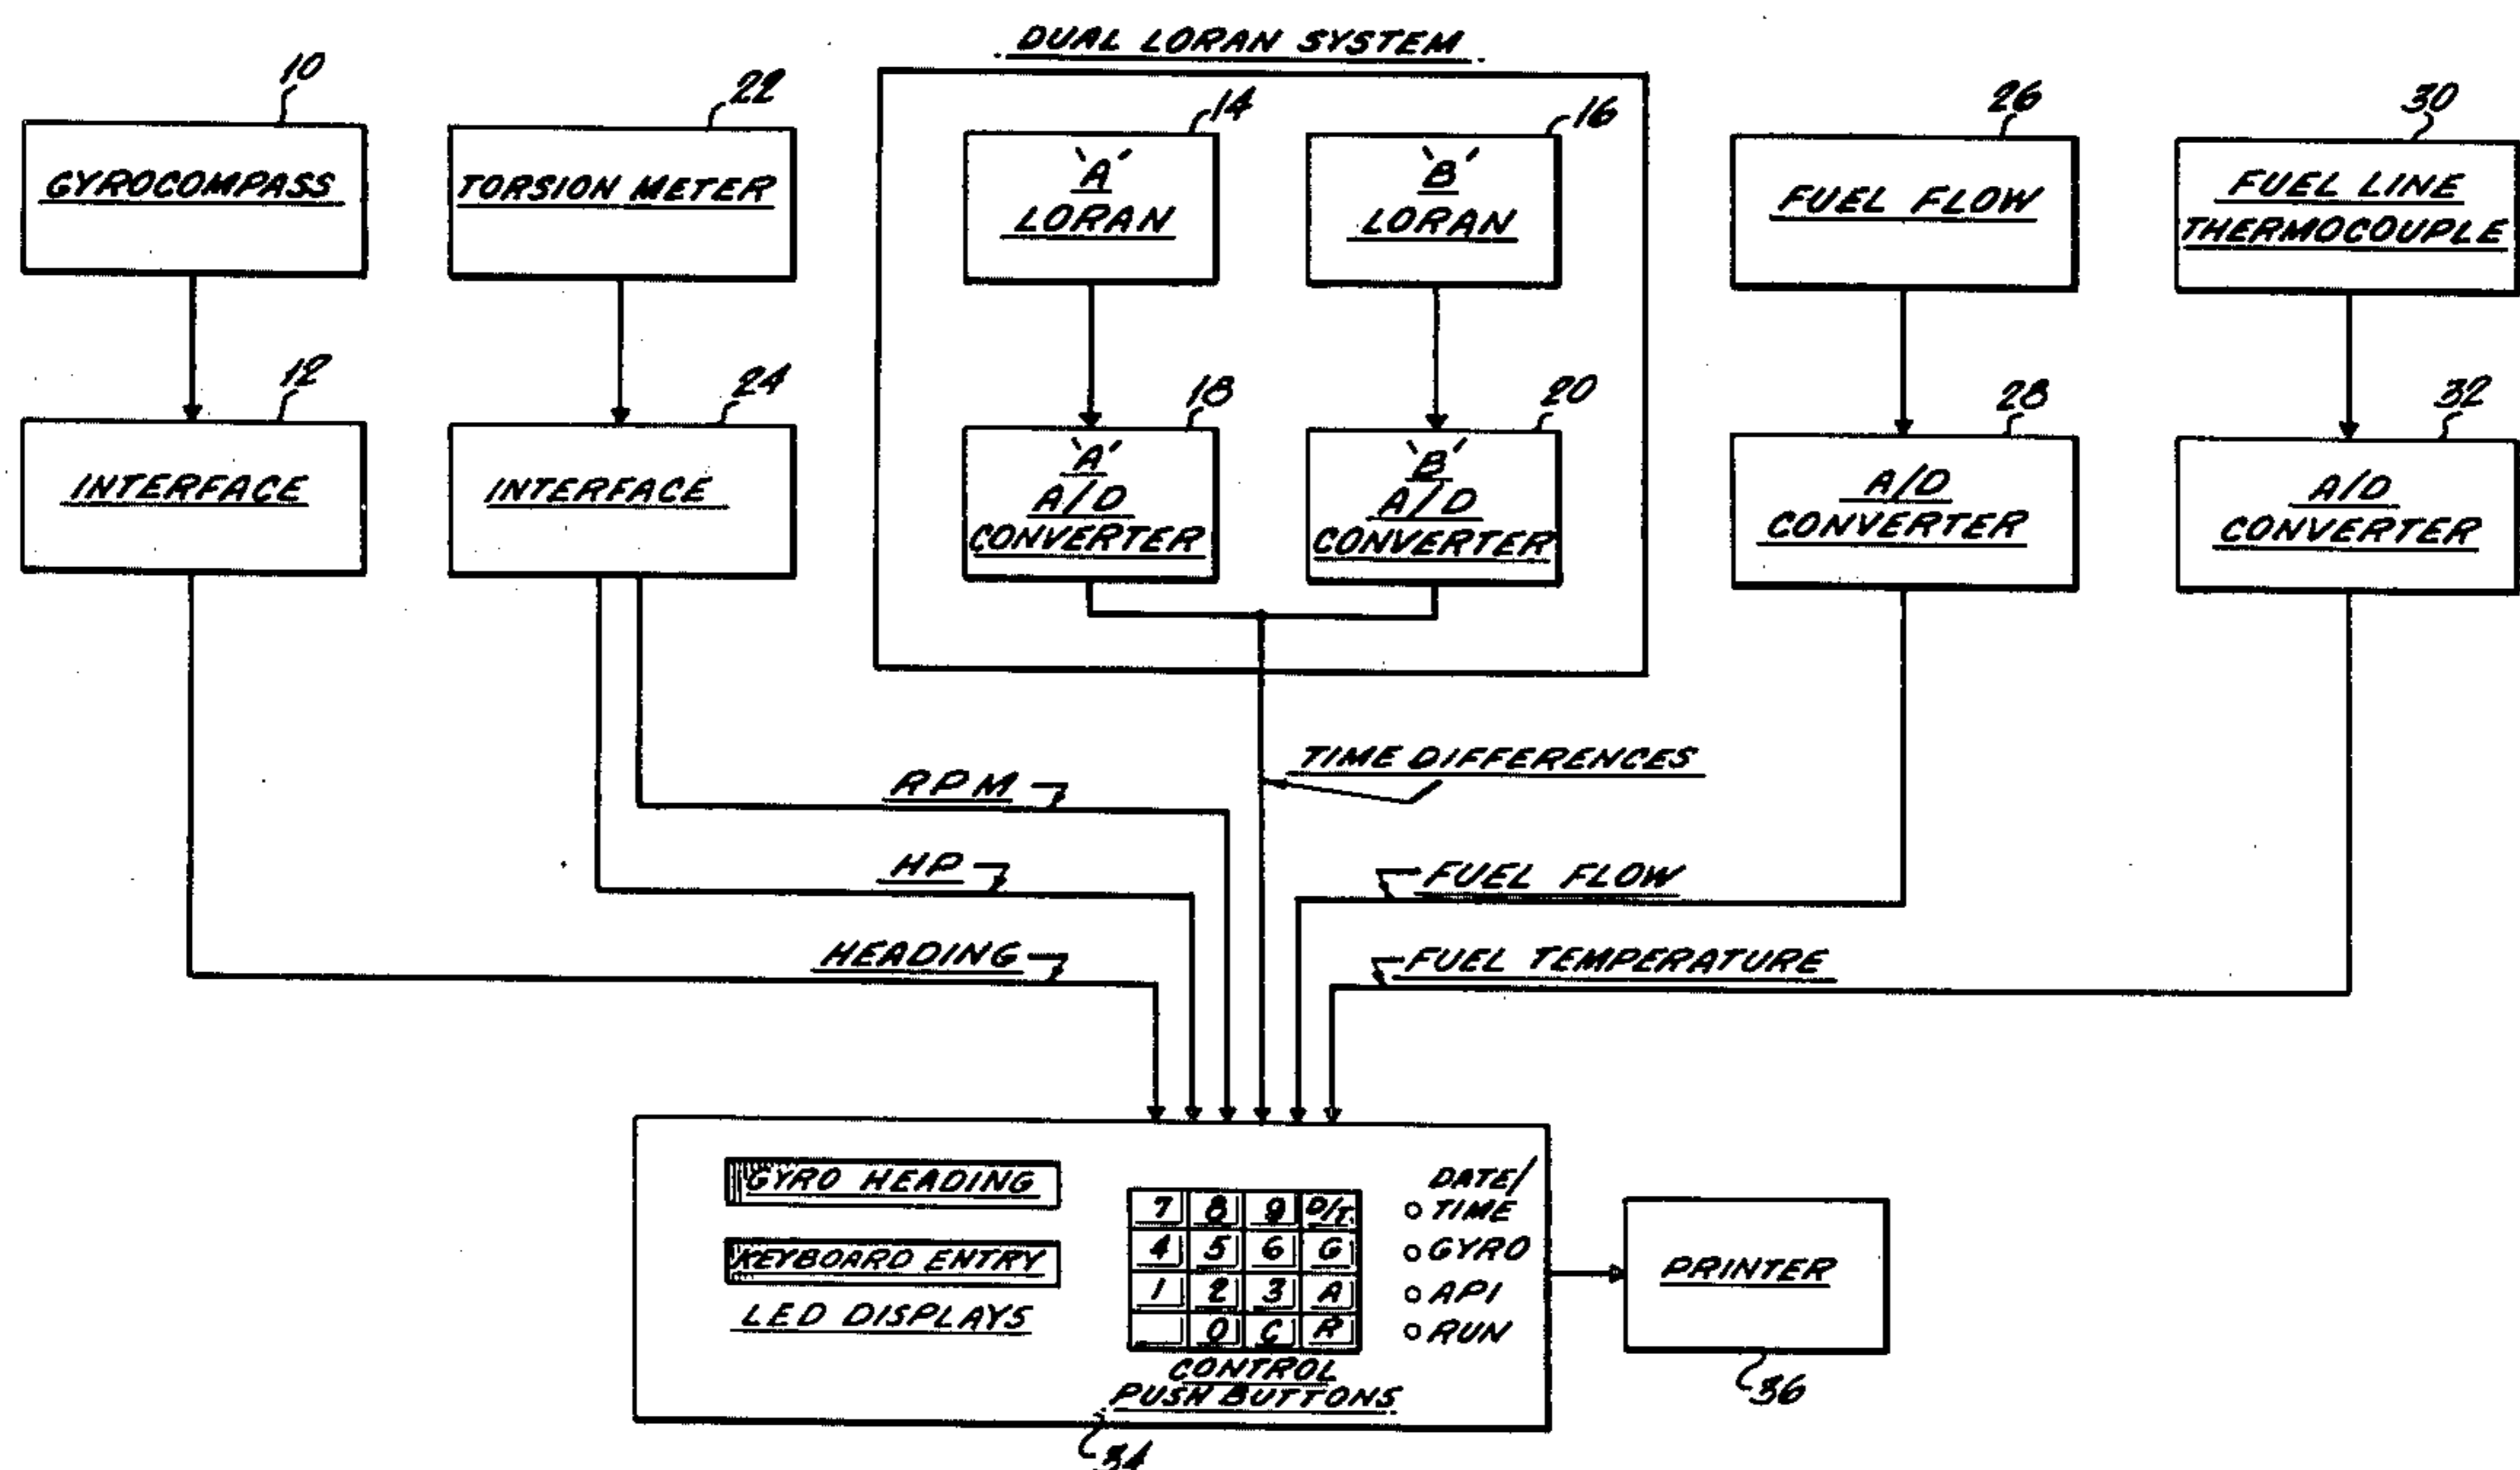 DUAL LORAN SYSTEM
10
22
14
16
26
30
GYROCOMPASS
TORSION METER
'A'
LORAN
'B'
LORAN
FUEL FLOW
FUEL LINE
THERMOCOUPLE
12
24
18
20
28
32
INTERFACE
INTERFACE
'A'
A/D
CONVERTER
'B'
A/D
CONVERTER
A/D
CONVERTER
A/D
CONVERTER
TIME DIFFERENCES
RPM
HP
FUEL FLOW
HEADING
FUEL TEMPERATURE
GYRO HEADING
KEYBOARD ENTRY
LED DISPLAYS
7 8 9 D/T
4 5 6 G
1 2 3 A
0 C R
CONTROL
PUSH BUTTONS
DATE/
TIME
GYRO
API
RUN
PRINTER
36
34